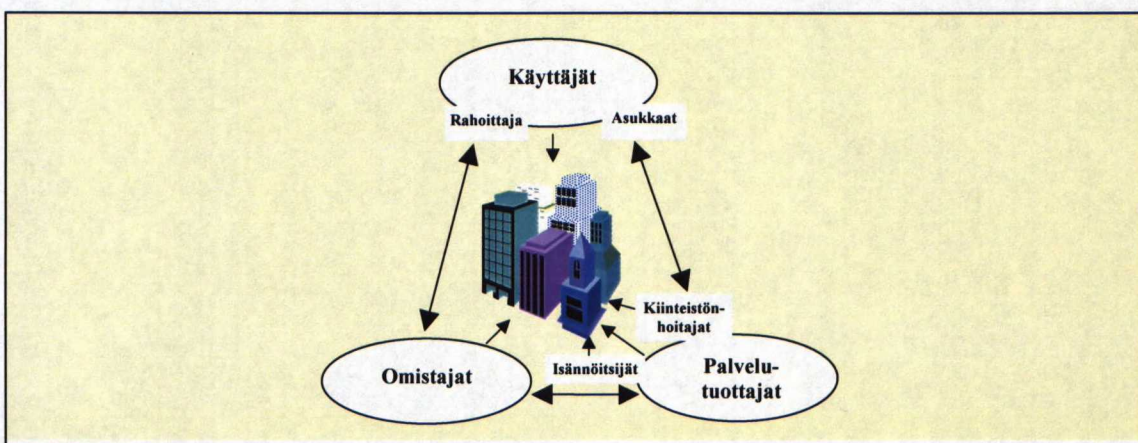 Käyttäjät
Rahoittaja
Asukkaat
Kiinteistön-
hoitajat
Isännöitsijät
Omistajat
Palvelu-
tuottajat